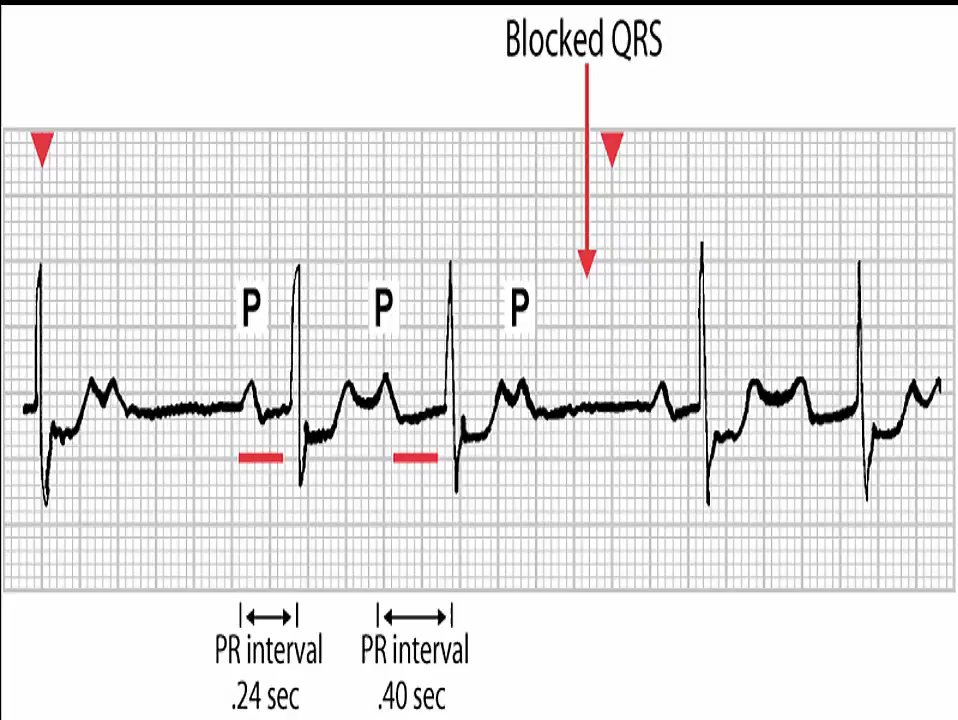 Blocked QRS
P P P
PR interval PR interval
.24 sec .40 sec